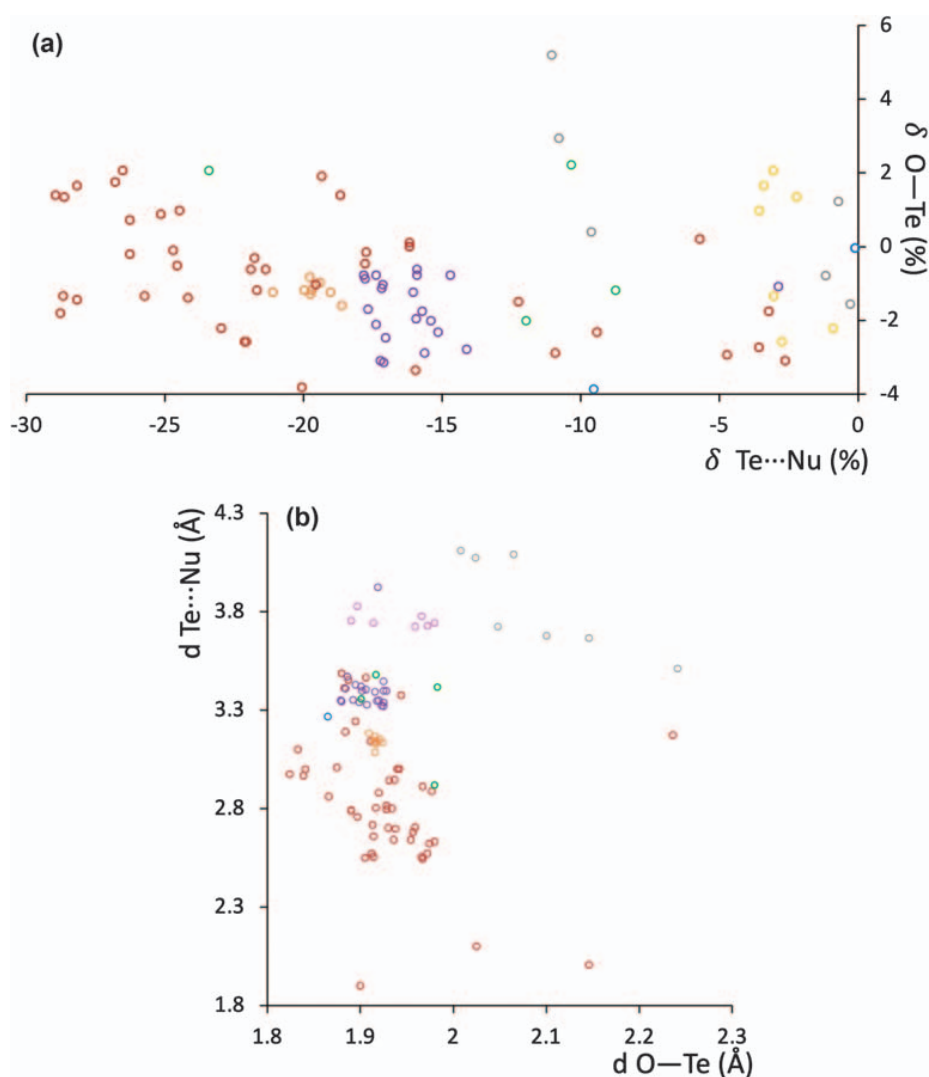 (a)
6
4
2
0
-2
-4
δ O—Te (%)
-30 -25 -20 -15 -10 -5 0
δ Te···Nu (%)
(b)
4.3
3.8
3.3
2.8
2.3
1.8
d Te···Nu (Å)
1.8 1.9 2 2.1 2.2 2.3
d O—Te (Å)